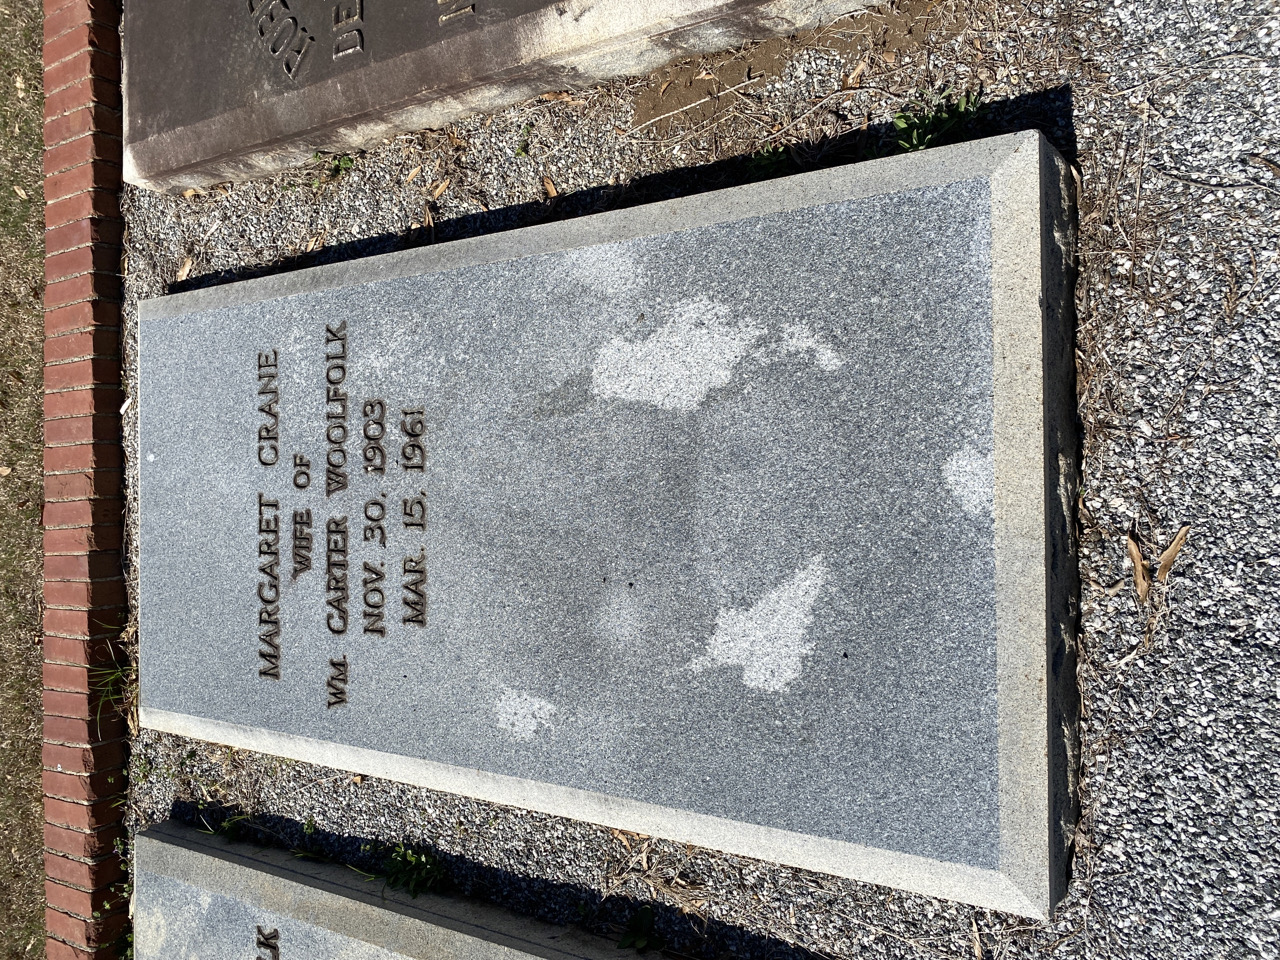 MARGARET CRANE
WIFE OF
WM. CARTER WOOLFOLK
NOV. 30, 1903
MAR. 15, 1961